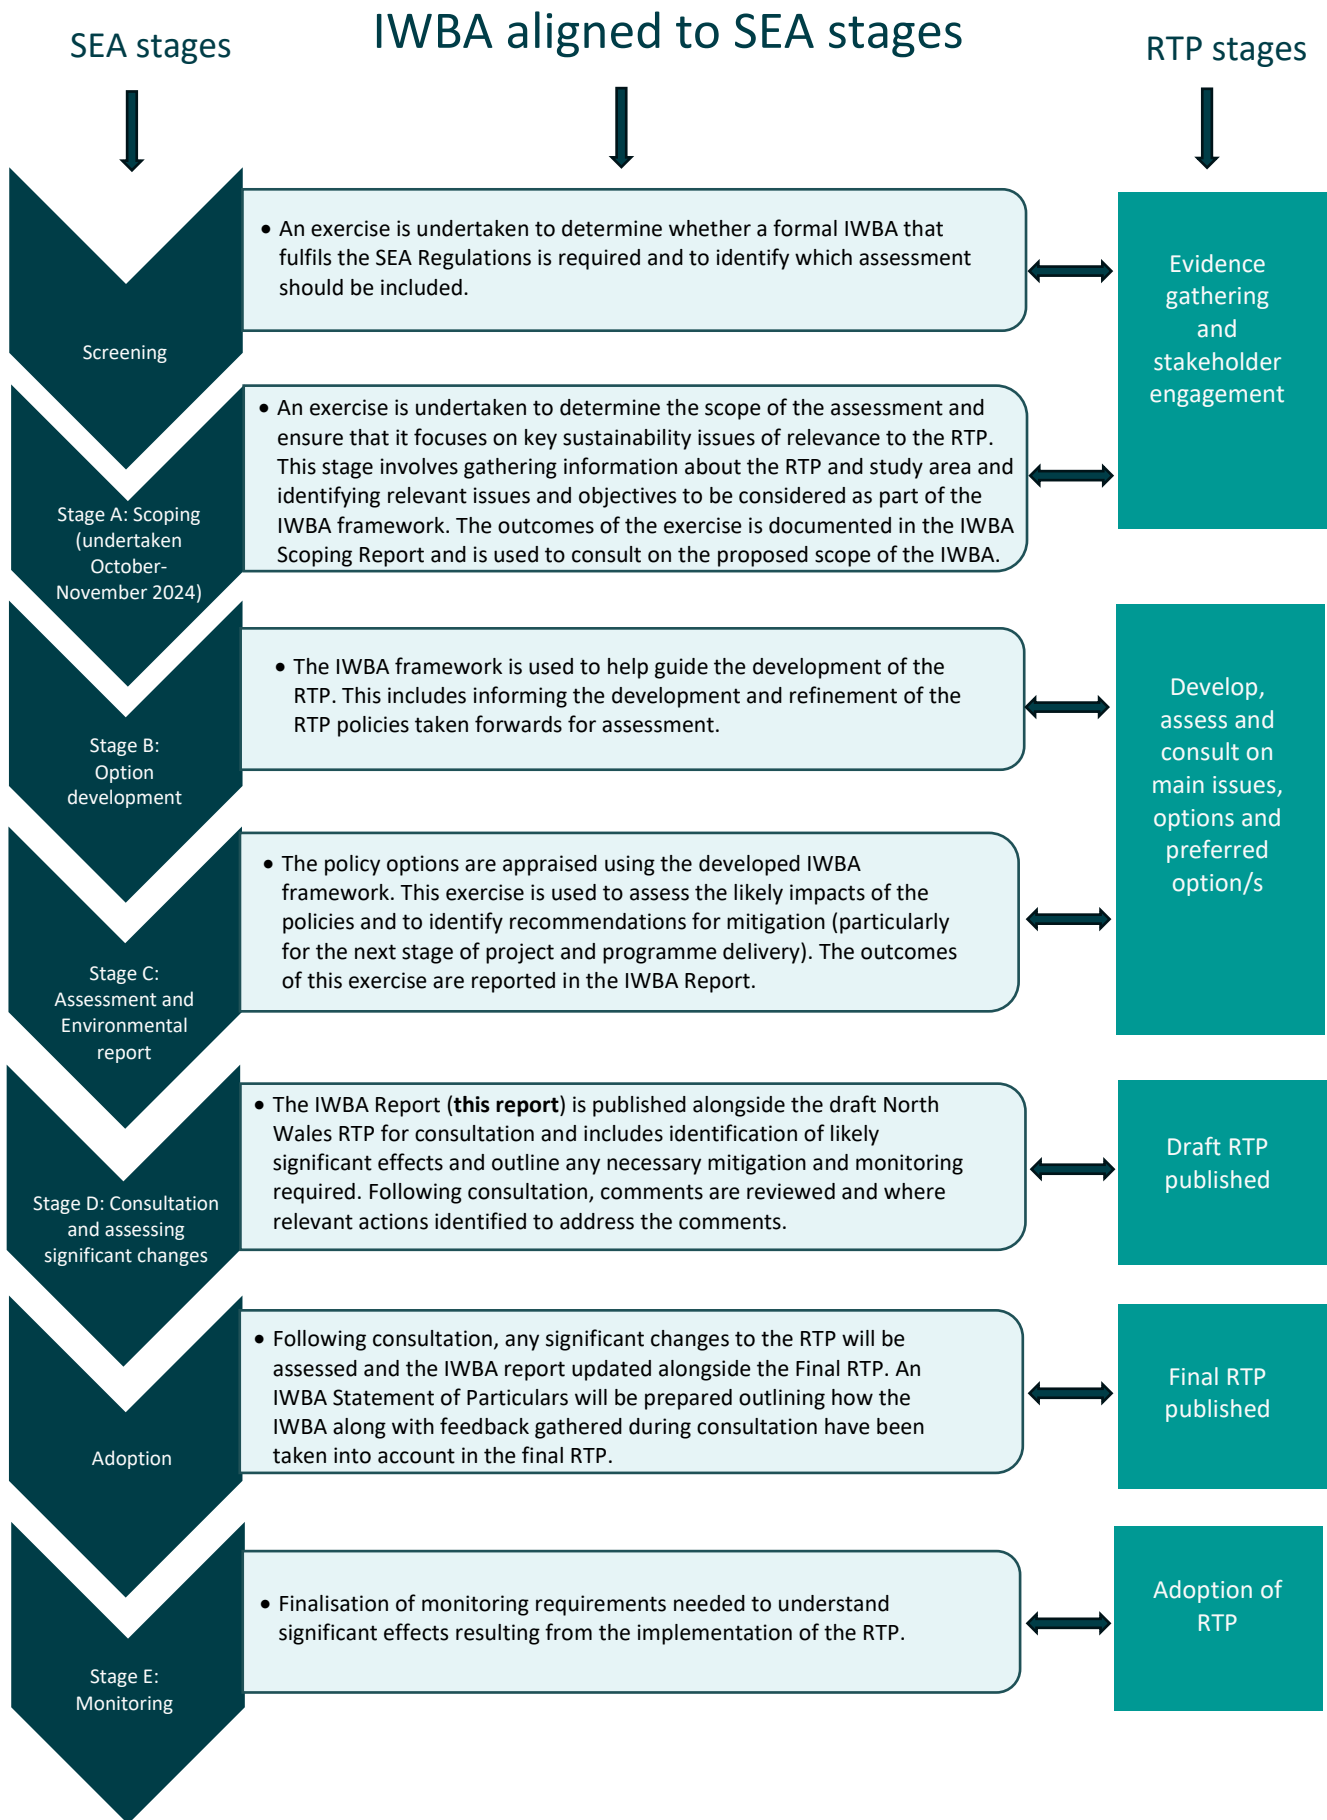 SEA stages
IWBA aligned to SEA stages
RTP stages
Screening
• An exercise is undertaken to determine whether a formal IWBA that
fulfils the SEA Regulations is required and to identify which assessment
should be included.
Evidence
gathering
and
stakeholder
engagement
Stage A: Scoping
(undertaken
October-
November 2024)
• An exercise is undertaken to determine the scope of the assessment and
ensure that it focuses on key sustainability issues of relevance to the RTP.
This stage involves gathering information about the RTP and study area and
identifying relevant issues and objectives to be considered as part of the
IWBA framework. The outcomes of the exercise is documented in the IWBA
Scoping Report and is used to consult on the proposed scope of the IWBA.
Stage B:
Option
development
• The IWBA framework is used to help guide the development of the
RTP. This includes informing the development and refinement of the
RTP policies taken forwards for assessment.
Develop,
assess and
consult on
main issues,
options and
preferred
option/s
Stage C:
Assessment and
Environmental
report
• The policy options are appraised using the developed IWBA
framework. This exercise is used to assess the likely impacts of the
policies and to identify recommendations for mitigation (particularly
for the next stage of project and programme delivery). The outcomes
of this exercise are reported in the IWBA Report.
Stage D: Consultation
and assessing
significant changes
• The IWBA Report (this report) is published alongside the draft North
Wales RTP for consultation and includes identification of likely
significant effects and outline any necessary mitigation and monitoring
required. Following consultation, comments are reviewed and where
relevant actions identified to address the comments.
Draft RTP
published
Adoption
• Following consultation, any significant changes to the RTP will be
assessed and the IWBA report updated alongside the Final RTP. An
IWBA Statement of Particulars will be prepared outlining how the
IWBA along with feedback gathered during consultation have been
taken into account in the final RTP.
Final RTP
published
Stage E:
Monitoring
• Finalisation of monitoring requirements needed to understand
significant effects resulting from the implementation of the RTP.
Adoption of
RTP